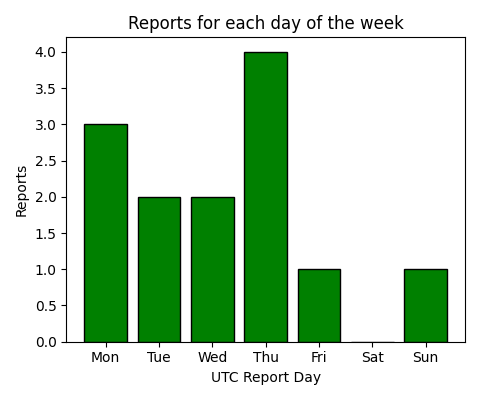 Reports for each day of the week
4.0
3.5
3.0
2.5
2.0
1.5
1.0
0.5
0.0
Reports
Mon Tue Wed Thu Fri Sat Sun
UTC Report Day